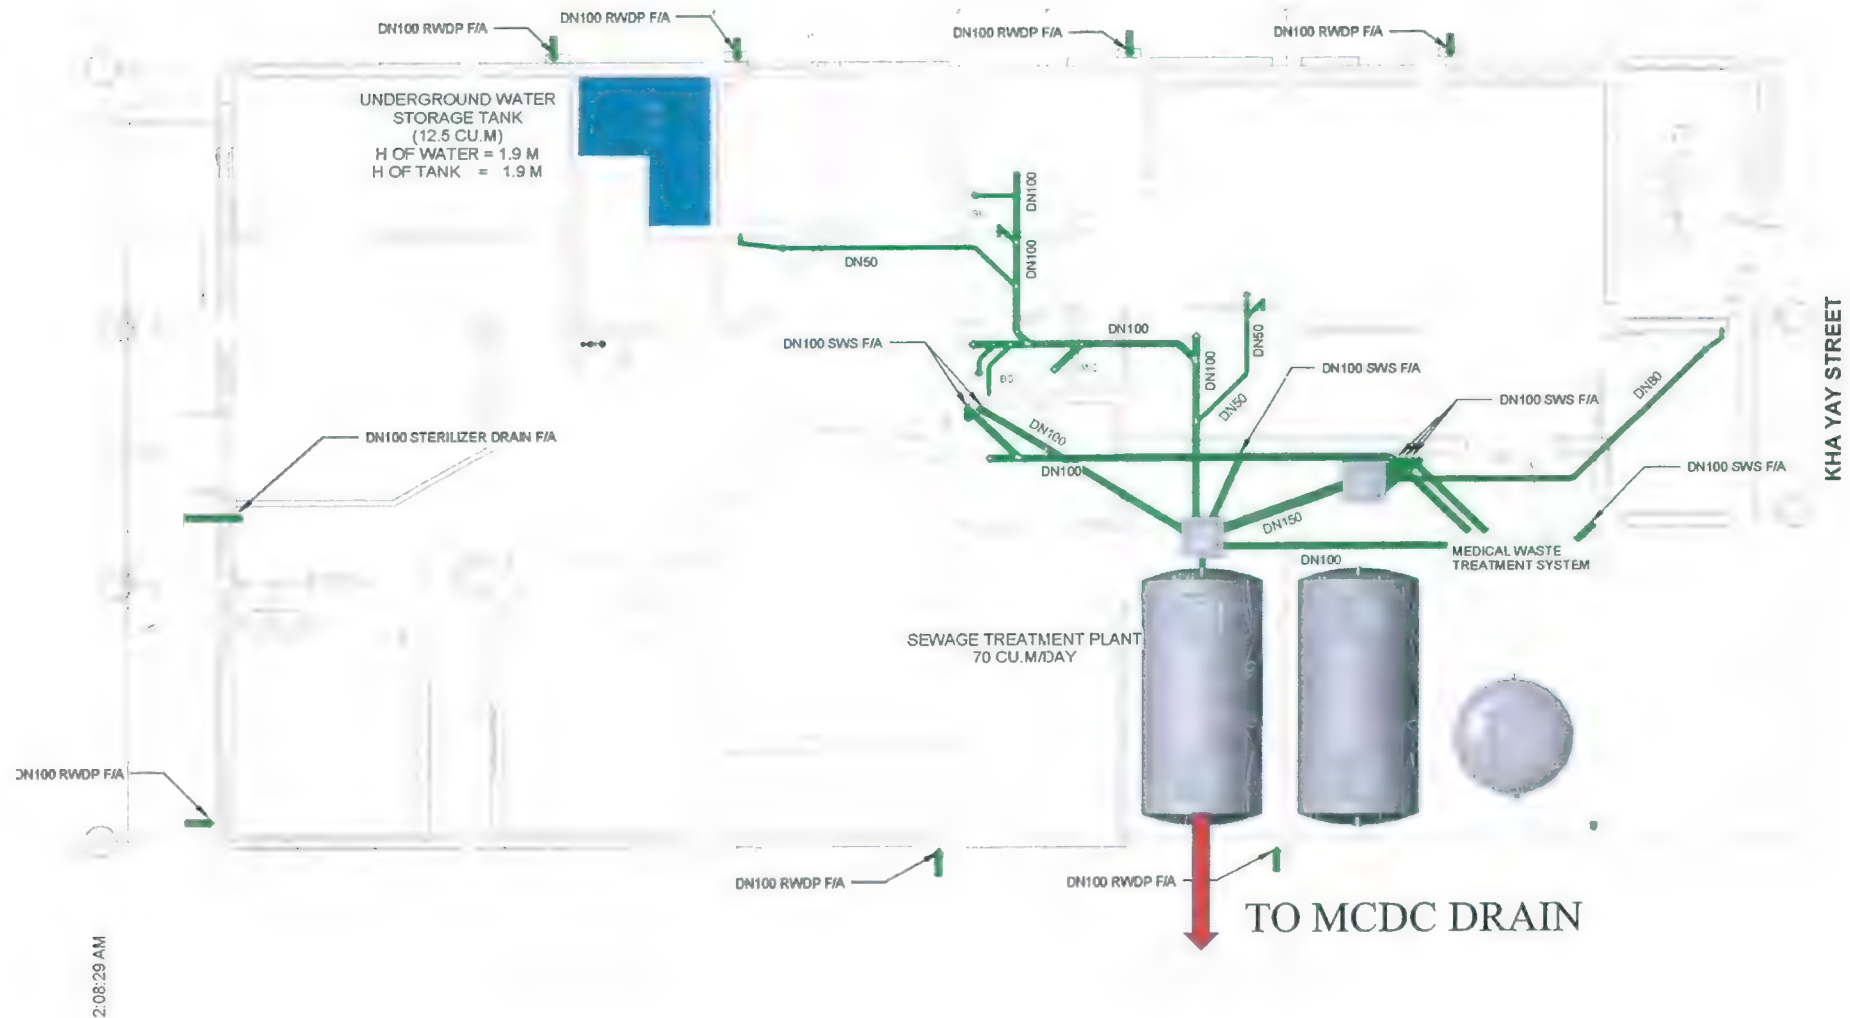 DN100 RWDP F/A
DN100 RWDP F/A
DN100 RWDP F/A
DN100 RWDP F/A
UNDERGROUND WATER
STORAGE TANK
(12.5 CU.M)
H OF WATER = 1.9 M
H OF TANK = 1.9 M
DN100
DN100
DN50
DN100
DN100
DN50
DN50
DN100 SWS F/A
DN100 SWS F/A
DN80
DN100 SWS F/A
KHA YAY STREET
DN100 STERILIZER DRAIN F/A
DN100
DN100
DN100 SWS F/A
DN150
DN100
MEDICAL WASTE
TREATMENT SYSTEM
SEWAGE TREATMENT PLANT
70 CU.M/DAY
DN100 RWDP F/A
DN100 RWDP F/A
DN100 RWDP F/A
TO MCDC DRAIN
2:08:29 AM